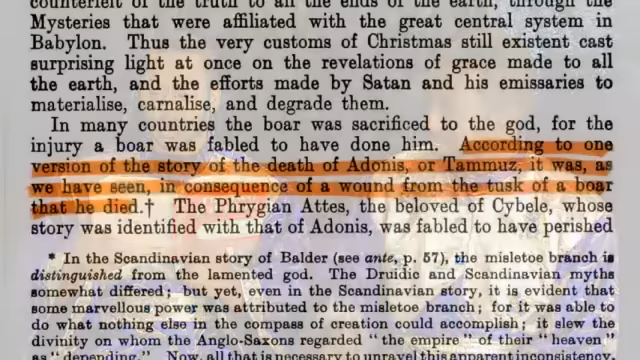 counterfeit of the truth to all the ends of the earth, through the
Mysteries that were affiliated with the great central system in
Babylon. Thus the very customs of Christmas still existent cast
surprising light at once on the revelations of grace made to all
the earth, and the efforts made by Satan and his emissaries to
materialise, carnalise, and degrade them.
In many countries the boar was sacrificed to the god, for the
injury a boar was fabled to have done him. According to one
version of the story of the death of Adonis, or Tammuz, it was, as
we have seen, in consequence of a wound from the tusk of a boar
that he died.† The Phrygian Attes, the beloved of Cybele, whose
story was identified with that of Adonis, was fabled to have perished
* In the Scandinavian story of Balder (see ante, p. 57), the misletoe branch is
distinguished from the lamented god. The Druidic and Scandinavian myths
somewhat differed; but yet, even in the Scandinavian story, it is evident that
some marvellous power was attributed to the misletoe branch; for it was able to
do what nothing else in the compass of creation could accomplish; it slew the
divinity on whom the Anglo-Saxons regarded "the empire" of their "heaven"
as "depending." Now, all that is necessary to unravel this apparent inconsistency,